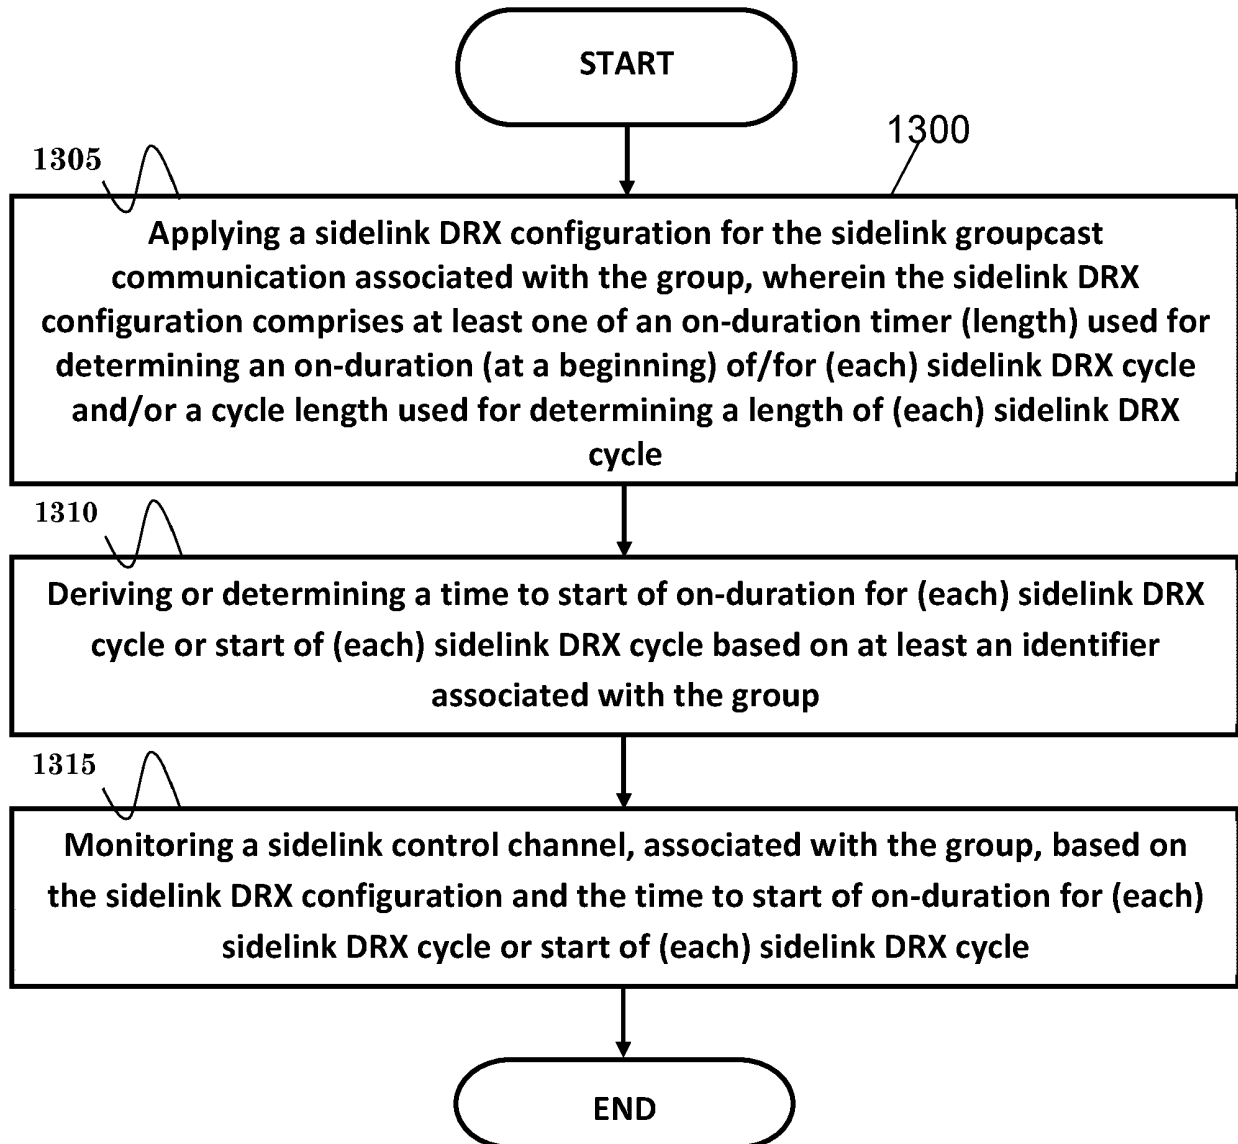 START
1300
1305
Applying a sidelink DRX configuration for the sidelink groupcast
communication associated with the group, wherein the sidelink DRX
configuration comprises at least one of an on-duration timer (length) used for
determining an on-duration (at a beginning) of/for (each) sidelink DRX cycle
and/or a cycle length used for determining a length of (each) sidelink DRX
cycle
1310
Deriving or determining a time to start of on-duration for (each) sidelink DRX
cycle or start of (each) sidelink DRX cycle based on at least an identifier
associated with the group
1315
Monitoring a sidelink control channel, associated with the group, based on
the sidelink DRX configuration and the time to start of on-duration for (each)
sidelink DRX cycle or start of (each) sidelink DRX cycle
END